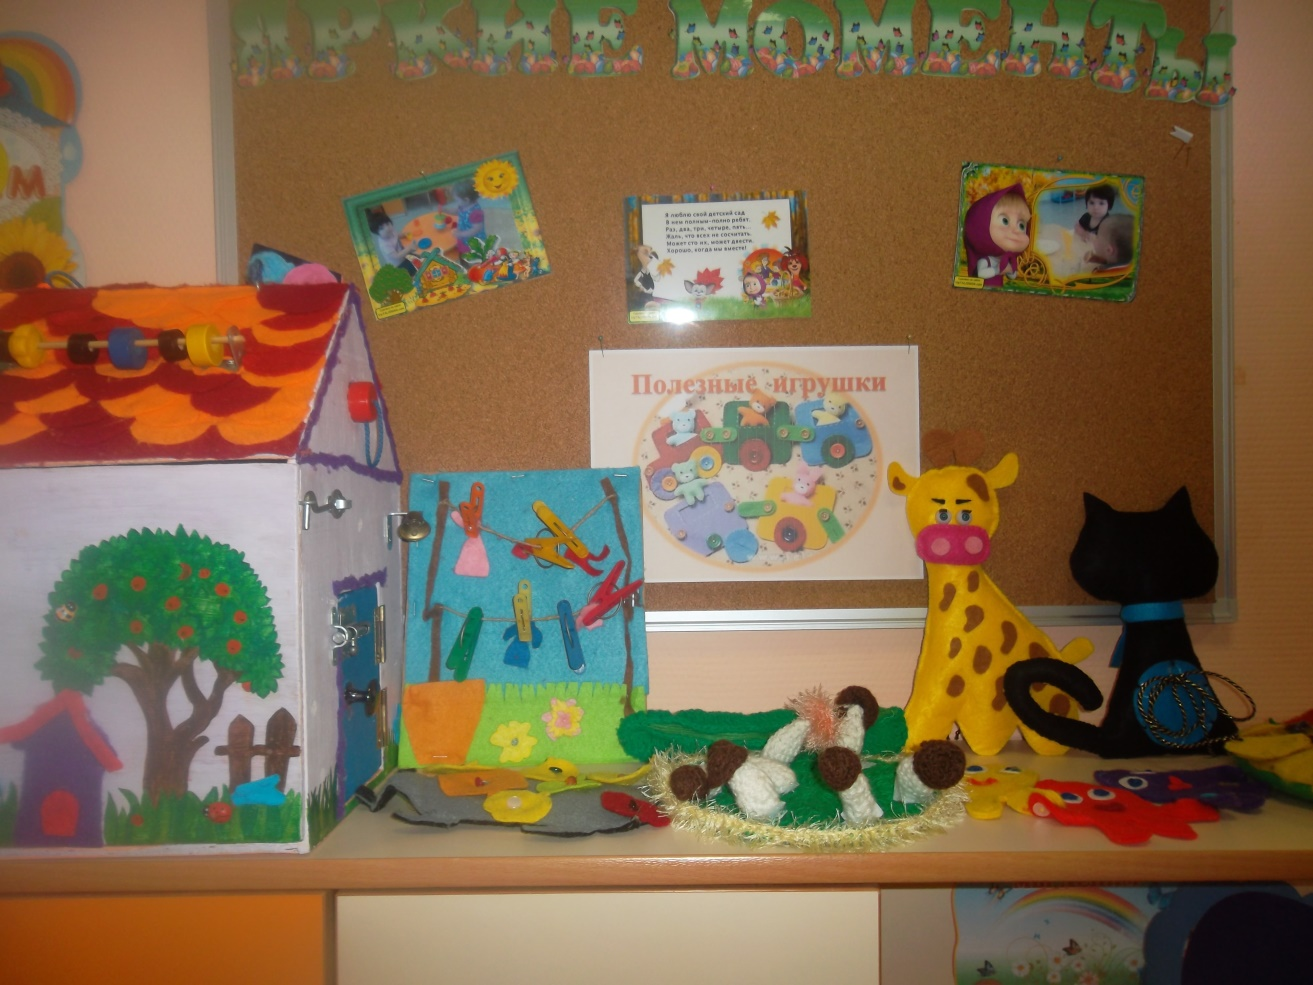 ЯРКИЕ МОМЕНТЫ
ом
Я люблю свой детский сад
В нем полным-полно ребят.
Раз, два, три, четыре, пять...
Жаль, что всех не сосчитать.
Может сто их, может двести.
Хорошо, когда мы вместе!
Полезные игрушки